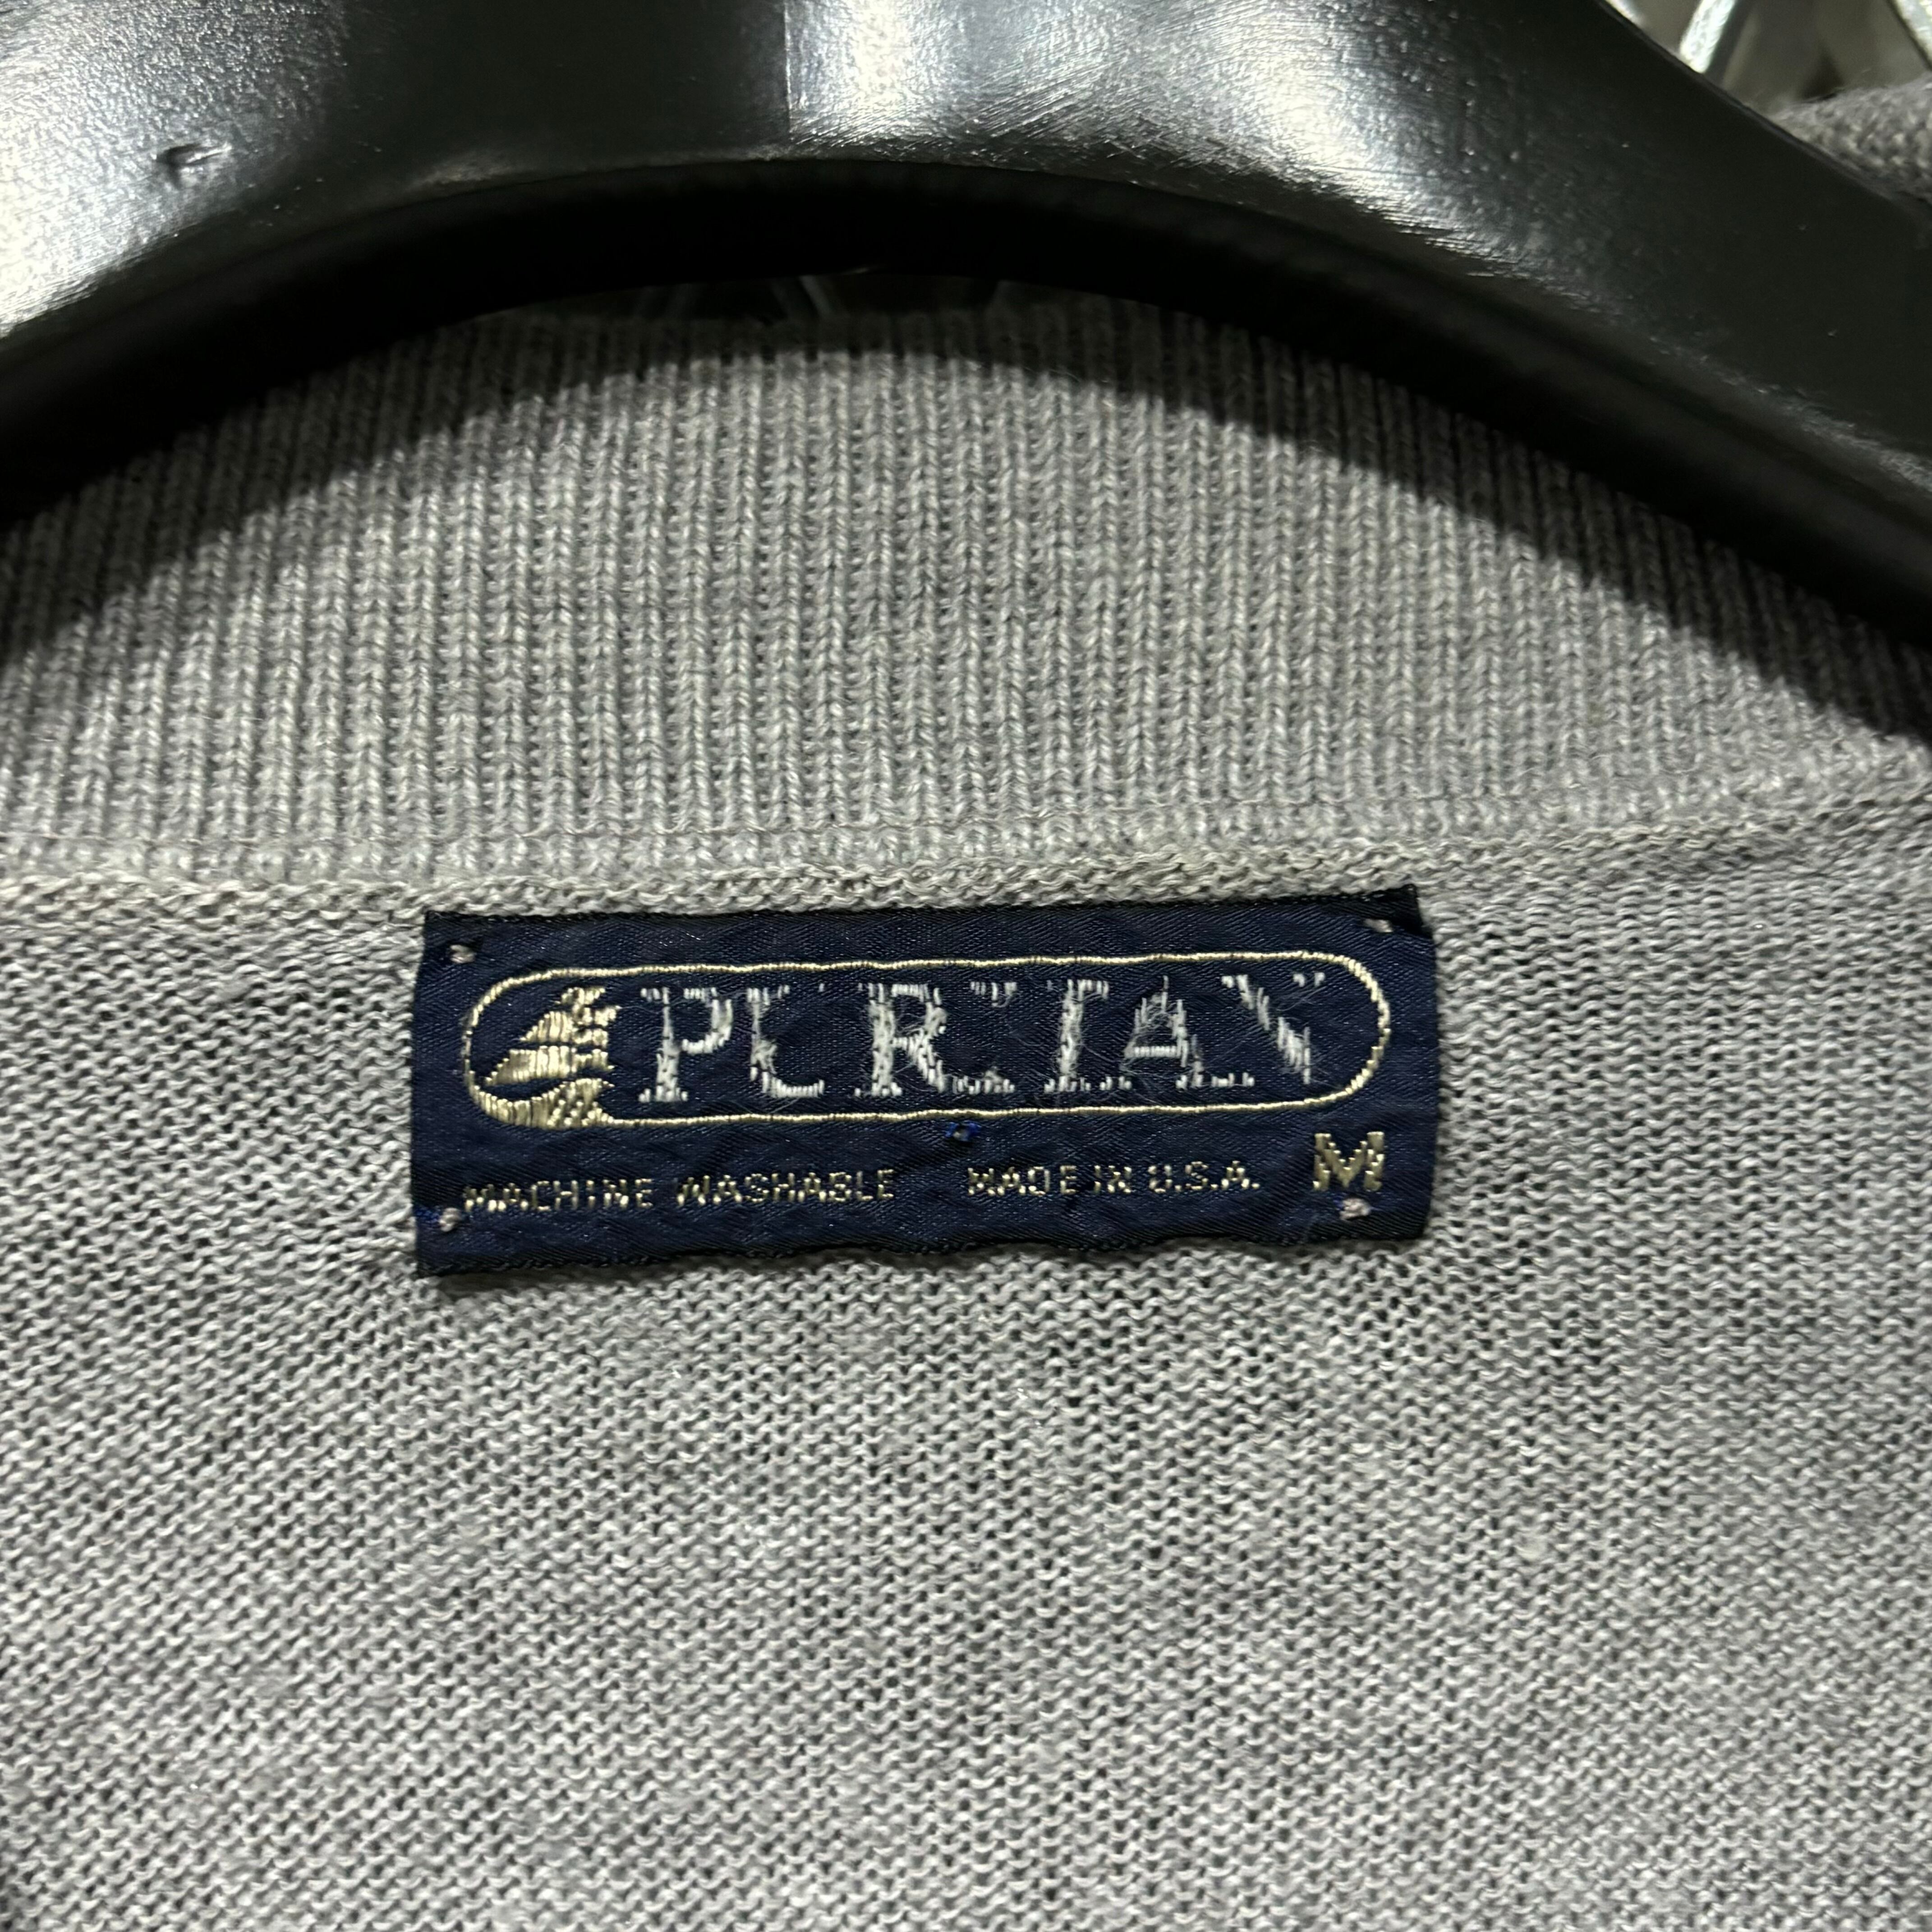 PURITAN
MACHINE WASHABLE MADE IN U.S.A. M